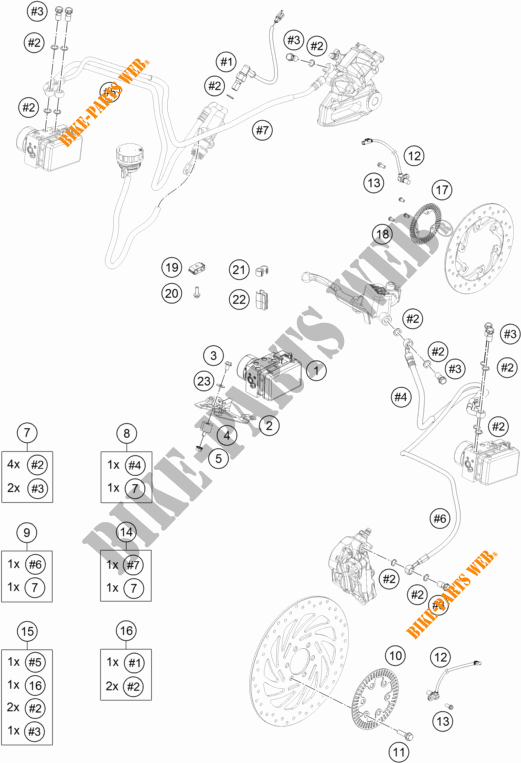 #3
#2
#2
#5
BIKE-PARTS WEB.
#1
#2
#3
#2
#7
12
13
17
18
19
20
21
22
BIKE-PARTS WEB.
#2
#3
#2
#3
#2
#4
#2
3
23
1
2
4
5
#6
#2
#2
#3
BIKE-PARTS WEB.
7
4x #2
2x #3
8
1x #4
1x 7
9
1x #6
1x 7
14
1x #7
1x 7
15
1x #5
1x 16
2x #2
1x #3
16
1x #1
2x #2
10
12
13
11